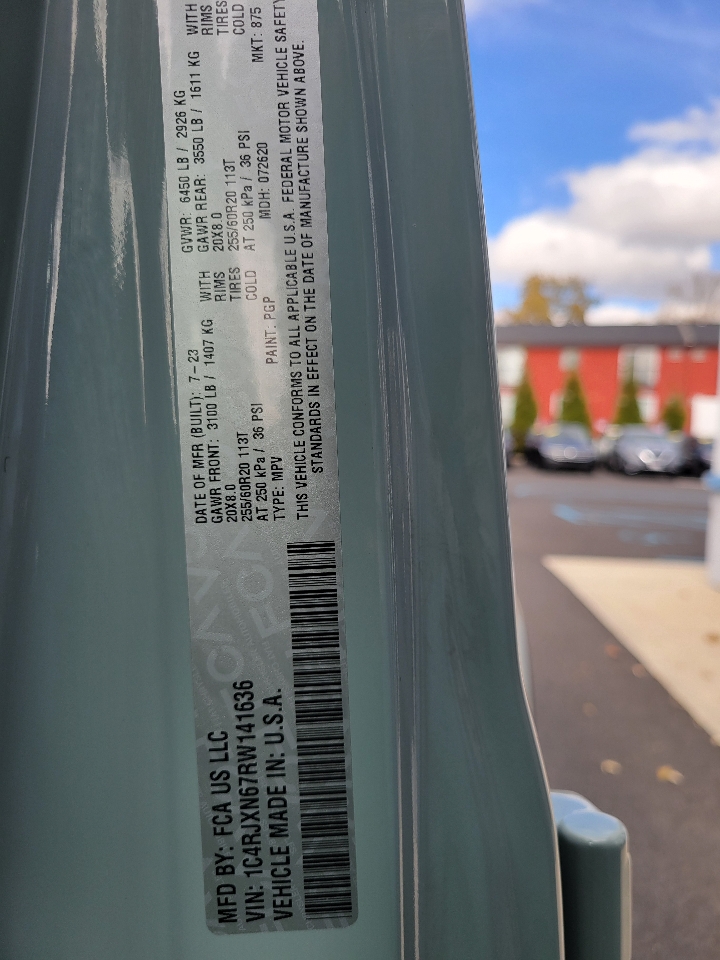 MFD BY: FCA US LLC
VIN: 1C4RJXN67RW141636
VEHICLE MADE IN: U.S.A.
DATE OF MFR (BUILT): 7-23 GVWR: 6450 LB / 2926 KG
GAWR FRONT: 3100 LB / 1407 KG WITH GAWR REAR: 3550 LB / 1611 KG WITH
20X8.0 RIMS 20X8.0 RIMS
255/60R20 113T TIRES 255/60R20 113T TIRES
AT 250 kPa / 36 PSI COLD AT 250 kPa / 36 PSI COLD
TYPE: MPV PAINT: PGP MDH: 072620 MKT: 875
THIS VEHICLE CONFORMS TO ALL APPLICABLE U.S.A. FEDERAL MOTOR VEHICLE SAFETY
STANDARDS IN EFFECT ON THE DATE OF MANUFACTURE SHOWN ABOVE.